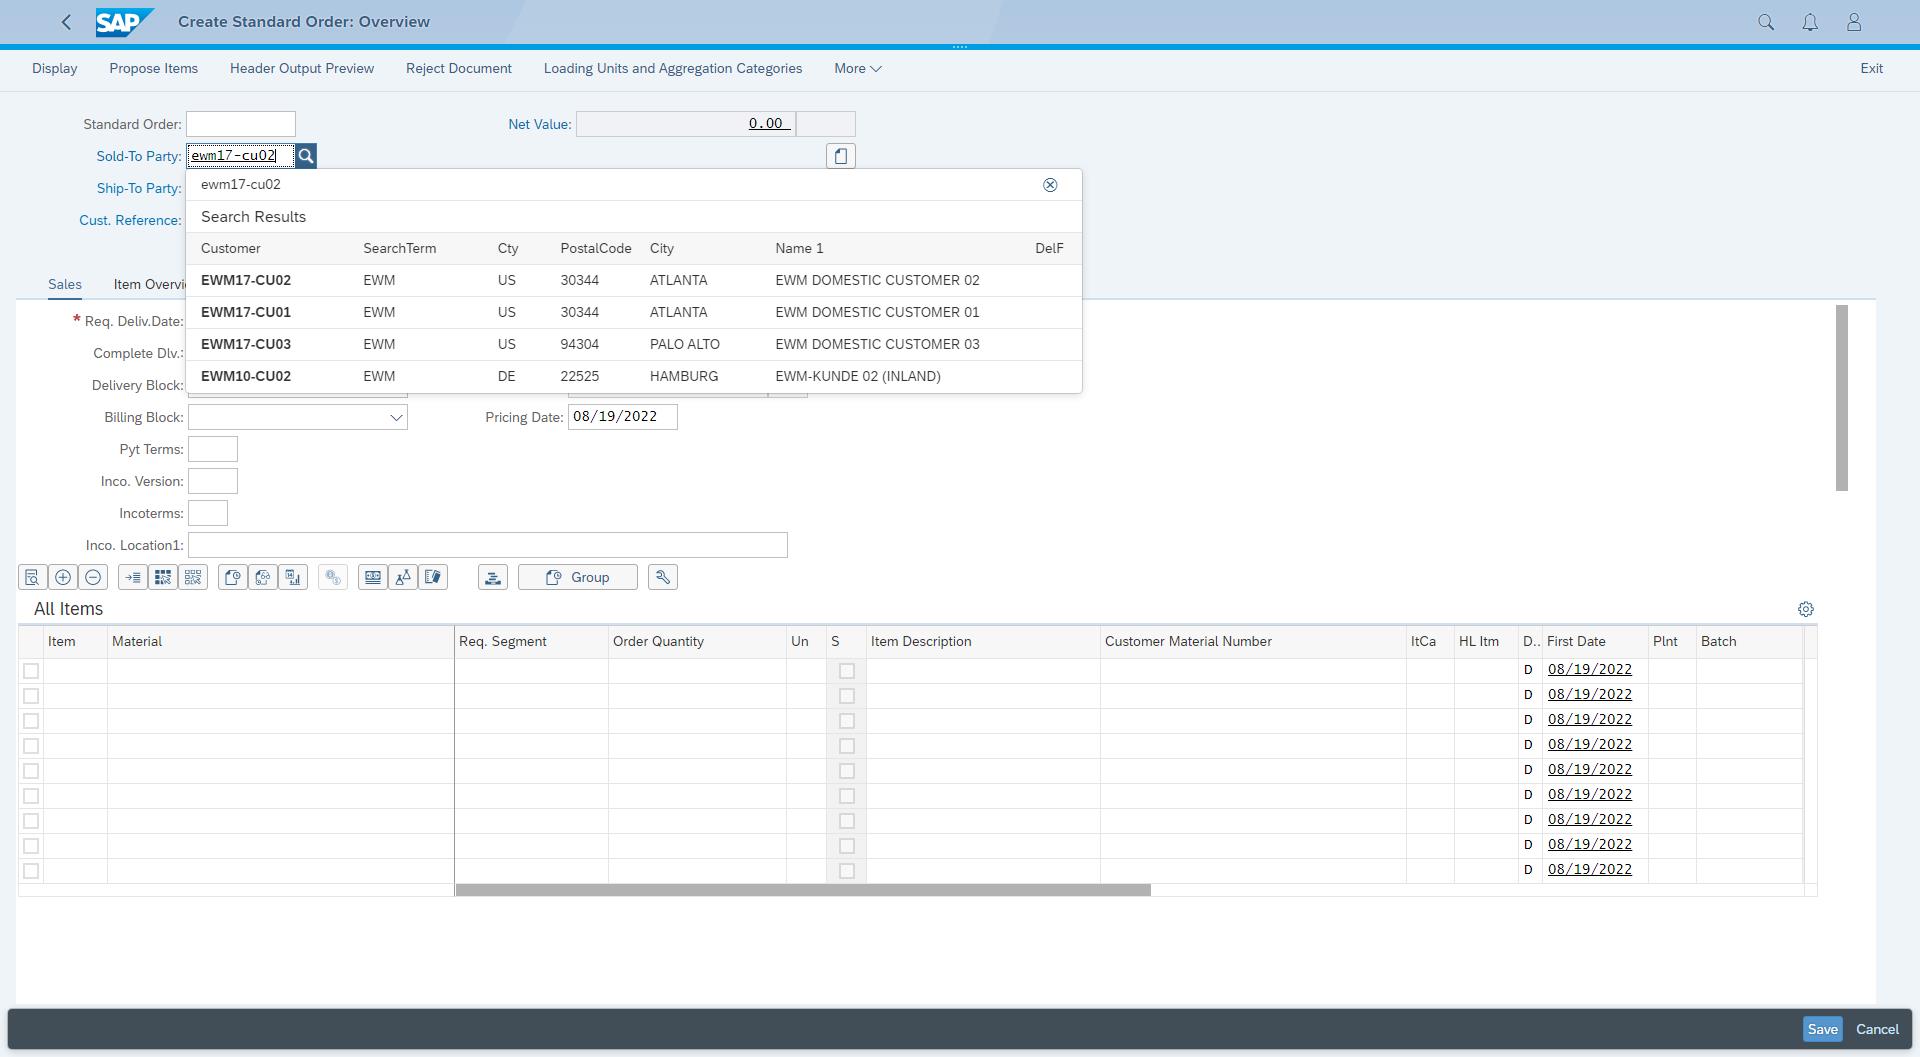 SAP Create Standard Order: Overview
Display Propose Items Header Output Preview Reject Document Loading Units and Aggregation Categories More Exit
Standard Order: Net Value: 0.00
Sold-To Party: ewm17-cu02
Ship-To Party: ewm17-cu02
Search Results
Cust. Reference:
Customer SearchTerm Cty PostalCode City Name 1 DelF
EWM17-CU02 EWM US 30344 ATLANTA EWM DOMESTIC CUSTOMER 02
EWM17-CU01 EWM US 30344 ATLANTA EWM DOMESTIC CUSTOMER 01
EWM17-CU03 EWM US 94304 PALO ALTO EWM DOMESTIC CUSTOMER 03
EWM10-CU02 EWM DE 22525 HAMBURG EWM-KUNDE 02 (INLAND)
Sales Item Overvi
* Req. Deliv.Date:
Complete Dlv.:
Delivery Block:
Billing Block: Pricing Date: 08/19/2022
Pyt Terms:
Inco. Version:
Incoterms:
Inco. Location1:
Group
All Items
Item Material Req. Segment Order Quantity Un S Item Description Customer Material Number ItCa HL Itm D.. First Date Plnt Batch
D 08/19/2022
D 08/19/2022
D 08/19/2022
D 08/19/2022
D 08/19/2022
D 08/19/2022
D 08/19/2022
D 08/19/2022
D 08/19/2022
Save Cancel